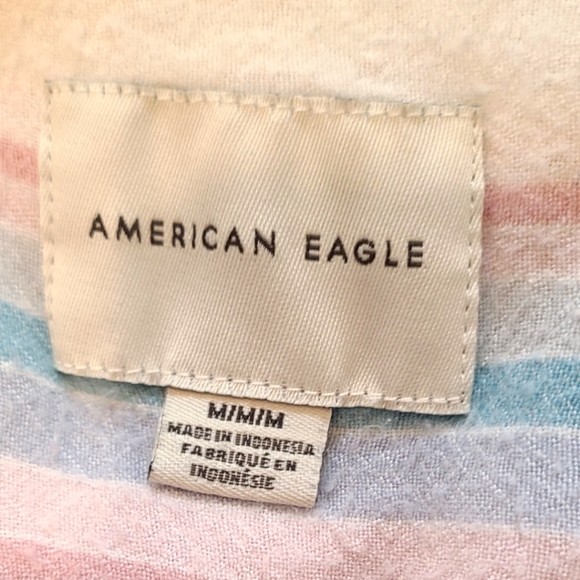 AMERICAN EAGLE
M/M/M
MADE IN INDONESIA
FABRIQUÉ EN
INDONÉSIE